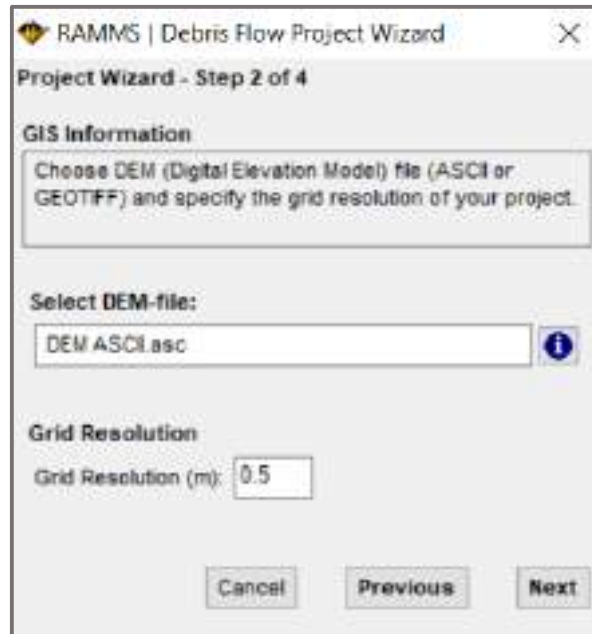 RAMMS | Debris Flow Project Wizard
Project Wizard - Step 2 of 4
GIS Information
Choose DEM (Digital Elevation Model) file (ASCII or
GEOTIFF) and specify the grid resolution of your project.
Select DEM-file:
DEM ASCII.asc
Grid Resolution
Grid Resolution (m): 0.5
Cancel Previous Next